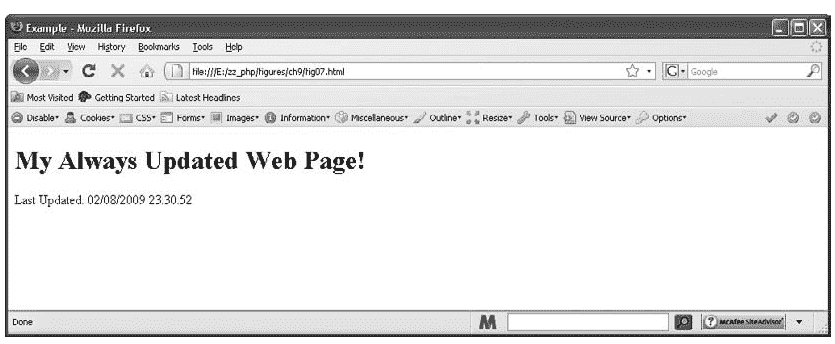 Example - Mozilla Firefox
File Edit View History Bookmarks Tools Help
file:///E:/zz_php/figures/ch9/fig07.html
G Google
Most Visited Getting Started Latest Headlines
Disable Cookies CSS Forms Images Information Miscellaneous Outline Resize Tools View Source Options
My Always Updated Web Page!
Last Updated: 02/08/2009 23:30:52
Done
M ? McAfee SiteAdvisor